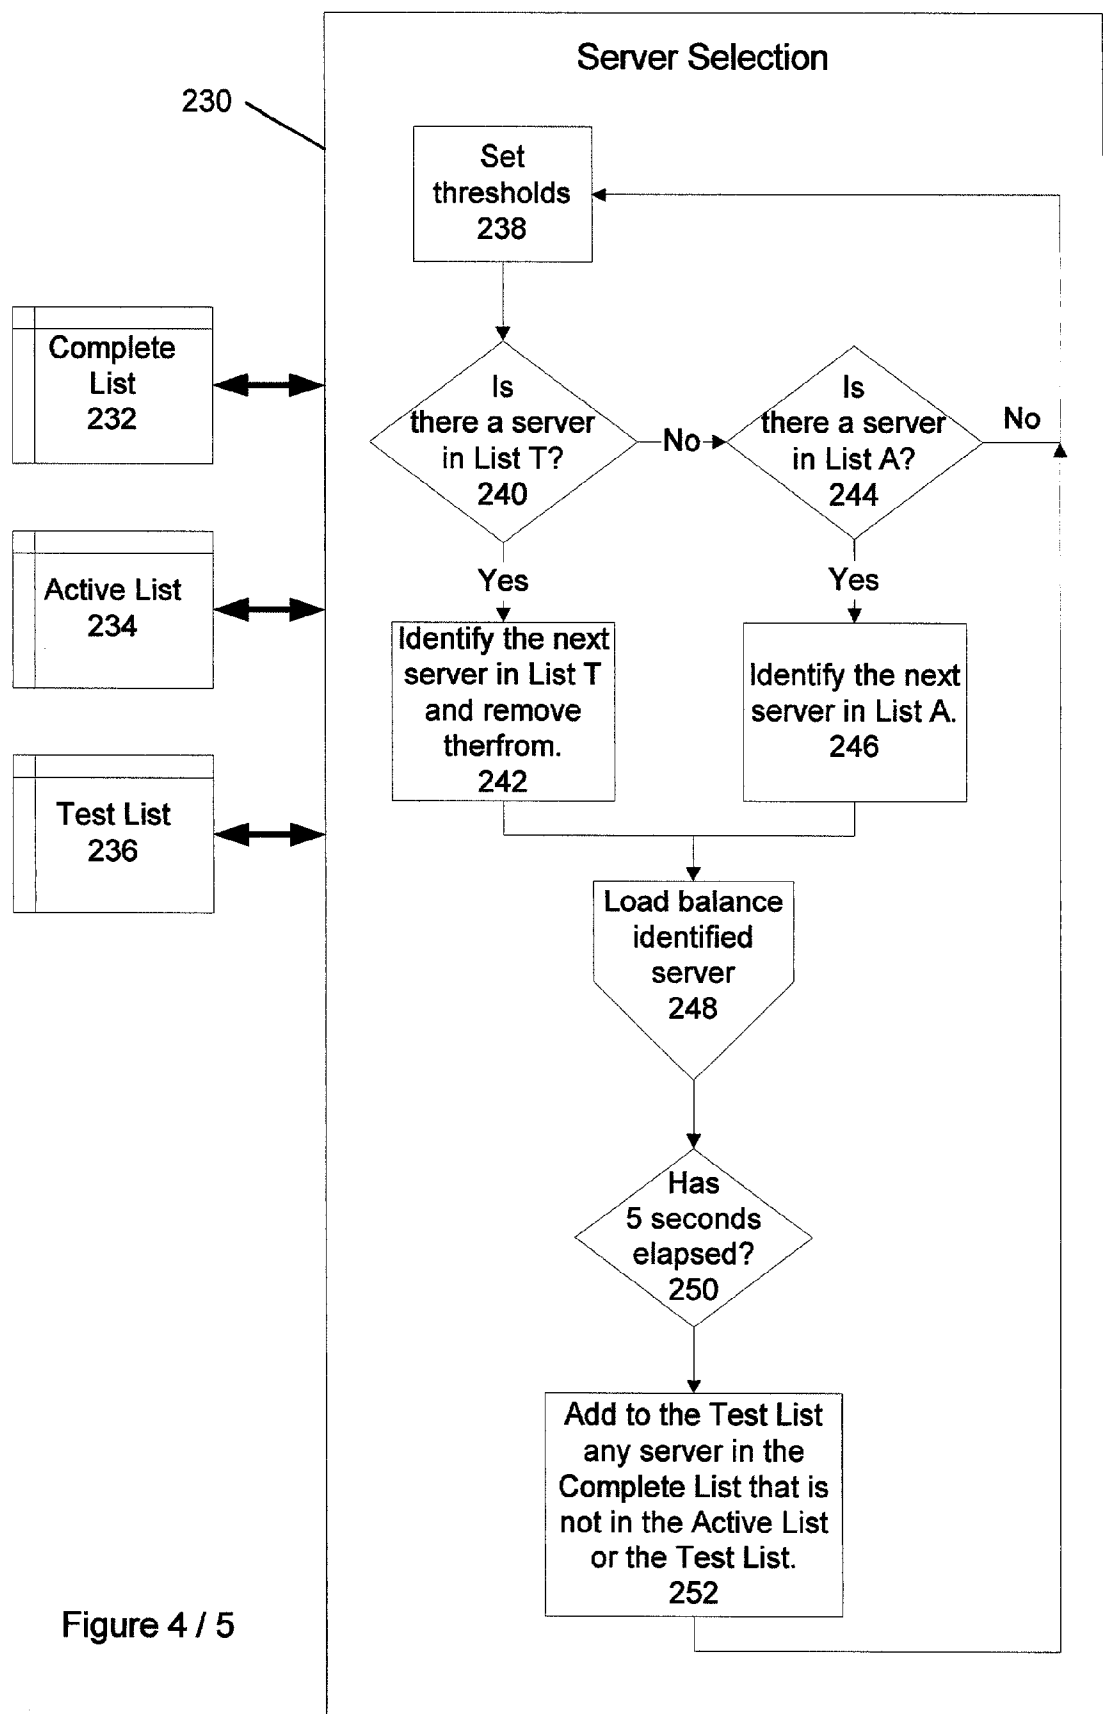 Server Selection
230
Set
thresholds
238
Complete
List
232
Is
there a server
in List T?
240
No
Is
there a server
in List A?
244
No
Active List
234
Yes
Yes
Identify the next
server in List T
and remove
therfrom.
242
Identify the next
server in List A.
246
Test List
236
Load balance
identified
server
248
Has
5 seconds
elapsed?
250
Add to the Test List
any server in the
Complete List that is
not in the Active List
or the Test List.
252
Figure 4 / 5